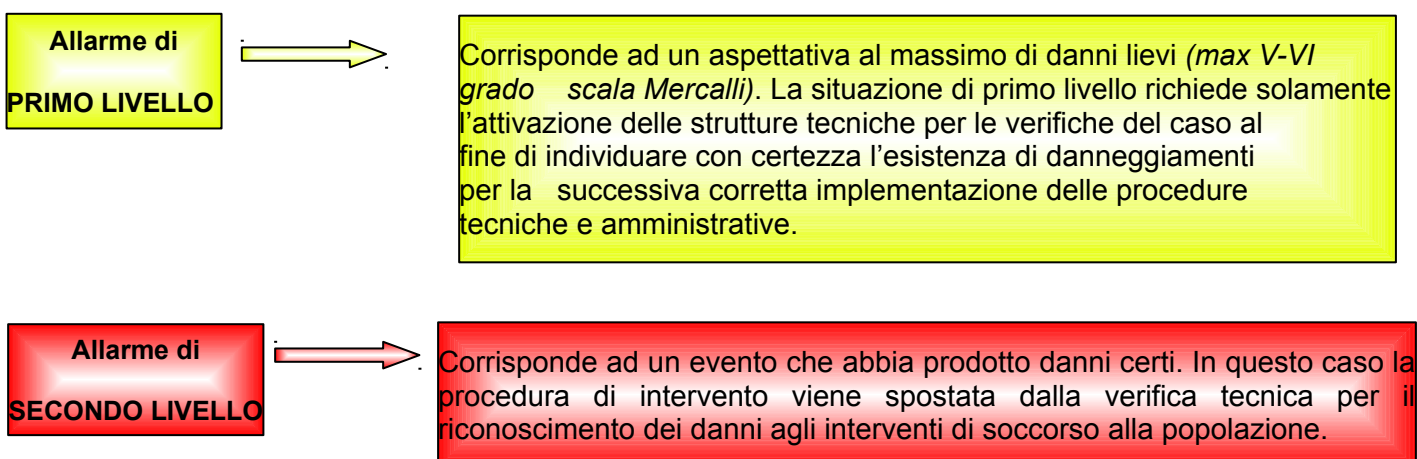 Allarme di
PRIMO LIVELLO
Corrisponde ad un aspettativa al massimo di danni lievi (max V-VI
grado scala Mercalli). La situazione di primo livello richiede solamente
l’attivazione delle strutture tecniche per le verifiche del caso al
fine di individuare con certezza l’esistenza di danneggiamenti
per la successiva corretta implementazione delle procedure
tecniche e amministrative.
Allarme di
SECONDO LIVELLO
Corrisponde ad un evento che abbia prodotto danni certi. In questo caso la
procedura di intervento viene spostata dalla verifica tecnica per il
riconoscimento dei danni agli interventi di soccorso alla popolazione.